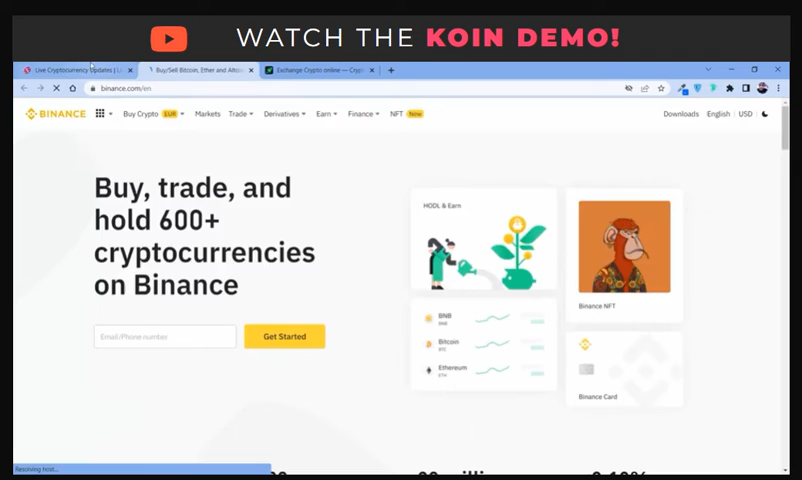 WATCH THE KOIN DEMO!
Live Cryptocurrency Updates | Li
Buy/Sell Bitcoin, Ether and Altco
Exchange Crypto online — Crypt
binance.com/en
BINANCE
Buy Crypto EUR Markets Trade Derivatives Earn Finance NFT New
Downloads English USD
Buy, trade, and
hold 600+
cryptocurrencies
on Binance
Email/Phone number
Get Started
HODL & Earn
BNB
BNB
Bitcoin
BTC
Ethereum
ETH
Binance NFT
Binance Card
Resolving host...